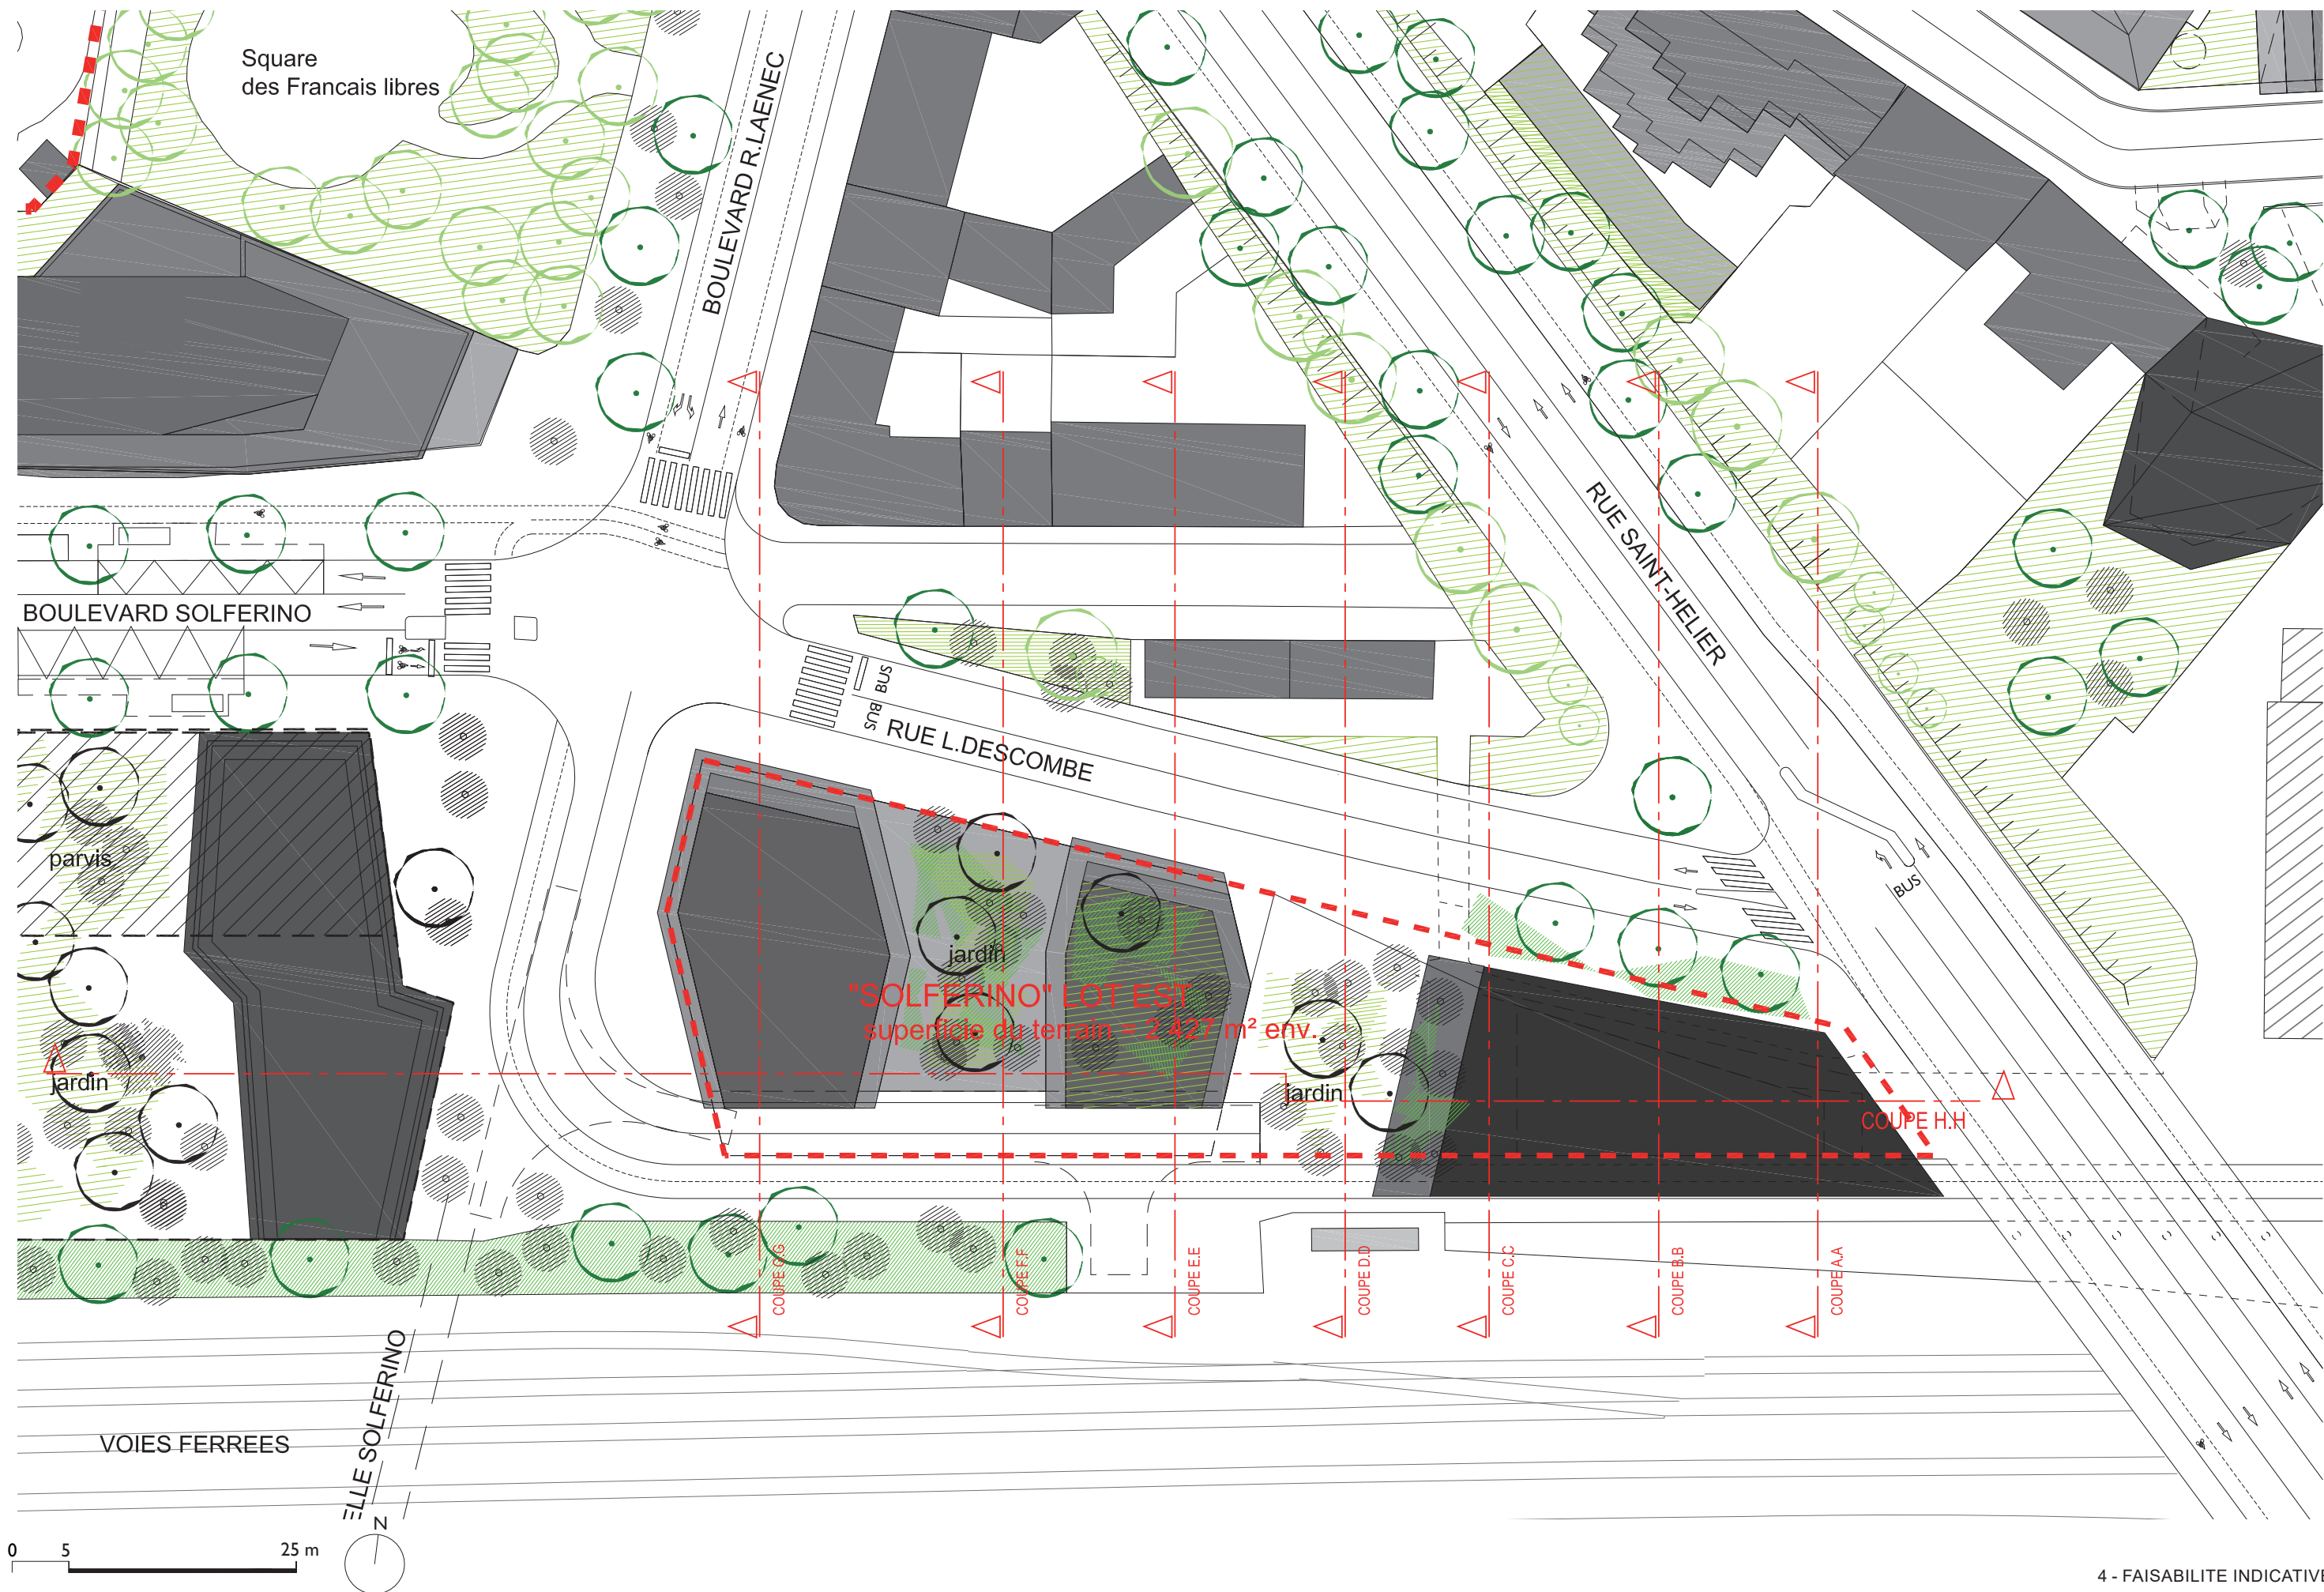 Square
des Francais libres
BOULEVARD R.LAENEC
RUE SAINT-HELIER
BOULEVARD SOLFERINO
BUS
BUS
RUE L.DESCOMBE
BUS
parvis
jardin
"SOLFERINO" LOT EST
superficie du terrain = 2 427 m² env.
jardin
jardin
COUPE H.H
COUPE G.G
COUPE F.F
COUPE E.E
COUPE D.D
COUPE C.C
COUPE B.B
COUPE A.A
VOIES FERREES
ELLE SOLFERINO
N
0 5 25 m
4 - FAISABILITE INDICATIVE